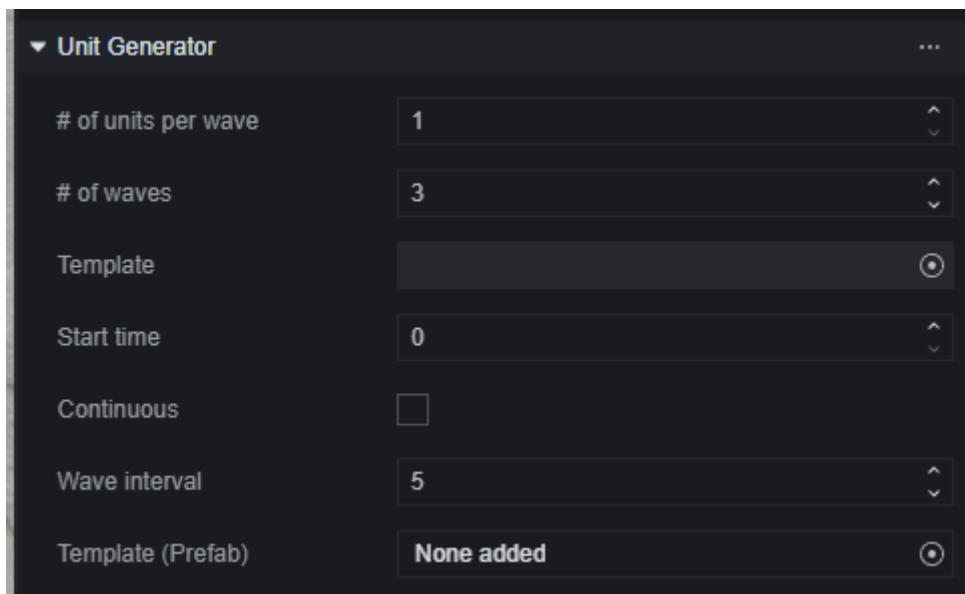 Unit Generator
# of units per wave 1
# of waves 3
Template
Start time 0
Continuous
Wave interval 5
Template (Prefab) None added